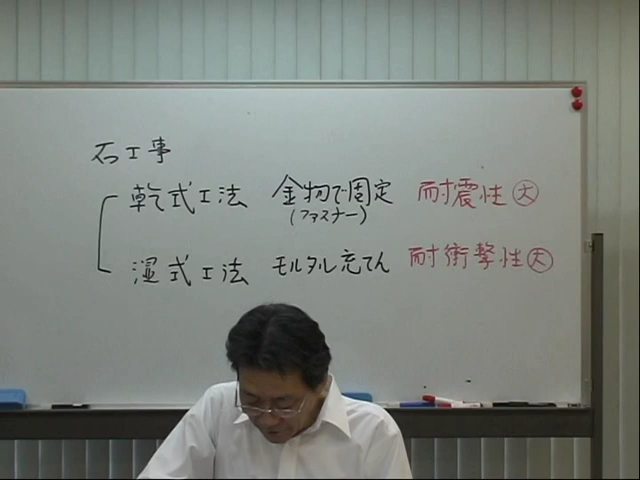 石工事
乾式工法 金物で固定 耐震性大
(ファスナー)
湿式工法 モルタル充てん 耐衝撃性大